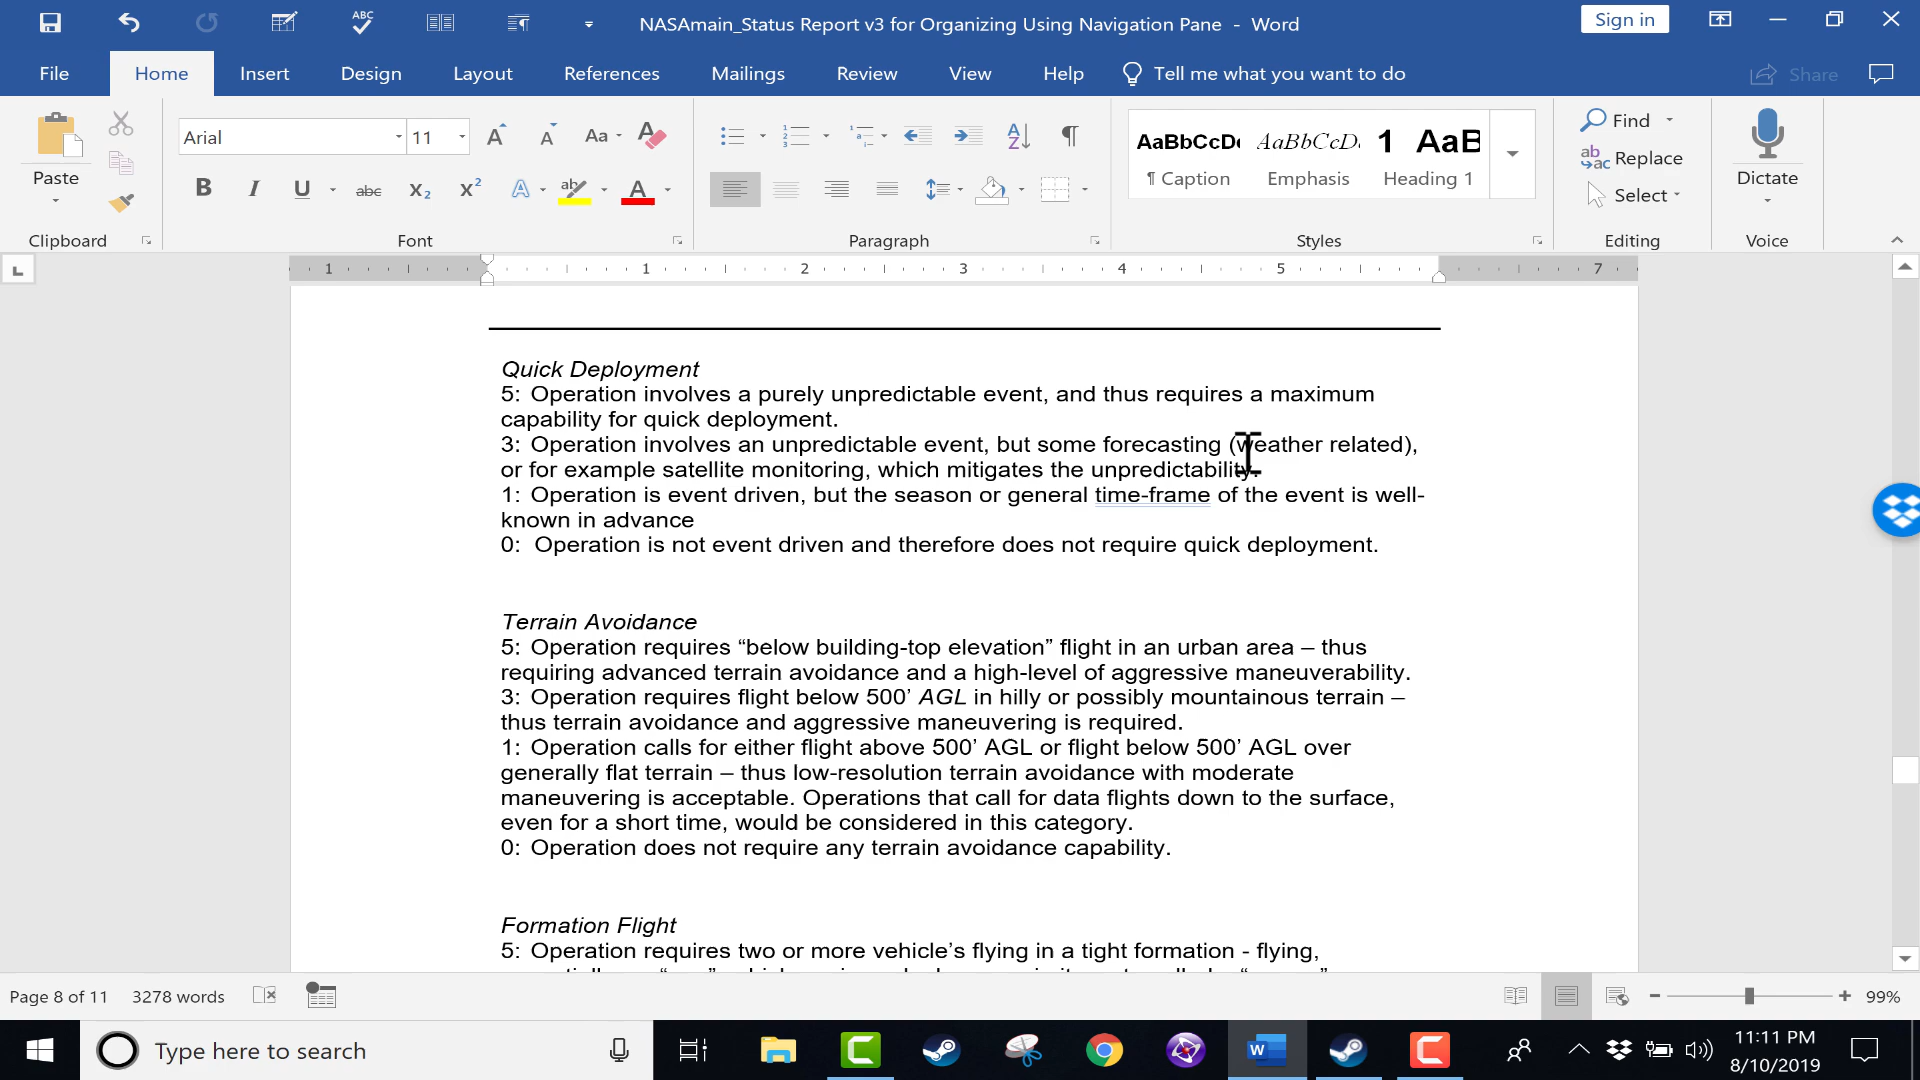 NASAmain_Status Report v3 for Organizing Using Navigation Pane - Word
Sign in
File Home Insert Design Layout References Mailings Review View Help Tell me what you want to do Share
Paste
Clipboard
Arial 11
Font
Paragraph
AaBbCcDc AaBbCcD. 1 AaB
¶ Caption Emphasis Heading 1
Styles
Find
Replace
Select
Editing
Dictate
Voice
1 1 2 3 4 5 7
Quick Deployment
5: Operation involves a purely unpredictable event, and thus requires a maximum
capability for quick deployment.
3: Operation involves an unpredictable event, but some forecasting (weather related),
or for example satellite monitoring, which mitigates the unpredictability.
1: Operation is event driven, but the season or general time-frame of the event is well-
known in advance
0: Operation is not event driven and therefore does not require quick deployment.
Terrain Avoidance
5: Operation requires “below building-top elevation” flight in an urban area – thus
requiring advanced terrain avoidance and a high-level of aggressive maneuverability.
3: Operation requires flight below 500’ AGL in hilly or possibly mountainous terrain –
thus terrain avoidance and aggressive maneuvering is required.
1: Operation calls for either flight above 500’ AGL or flight below 500’ AGL over
generally flat terrain – thus low-resolution terrain avoidance with moderate
maneuvering is acceptable. Operations that call for data flights down to the surface,
even for a short time, would be considered in this category.
0: Operation does not require any terrain avoidance capability.
Formation Flight
5: Operation requires two or more vehicle’s flying in a tight formation - flying,
Page 8 of 11 3278 words 99%
Type here to search
11:11 PM
8/10/2019